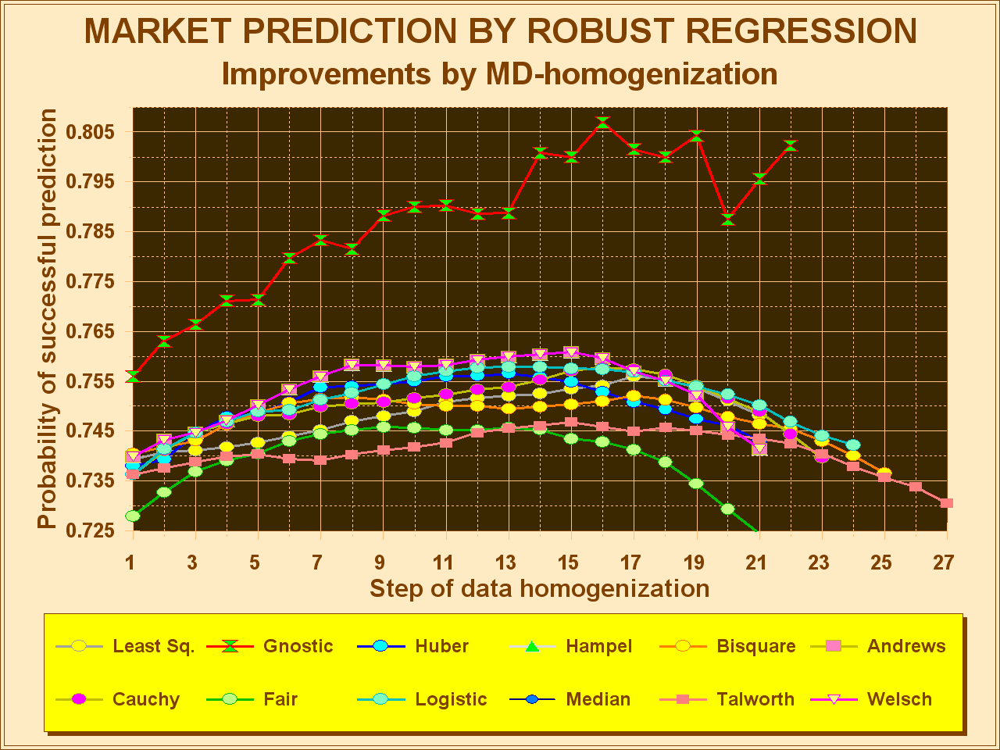 MARKET PREDICTION BY ROBUST REGRESSION
Improvements by MD-homogenization
Probability of successful prediction
0.805
0.795
0.785
0.775
0.765
0.755
0.745
0.735
0.725
1 3 5 7 9 11 13 15 17 19 21 23 25 27
Step of data homogenization
Least Sq. Gnostic Huber Hampel Bisquare Andrews
Cauchy Fair Logistic Median Talworth Welsch